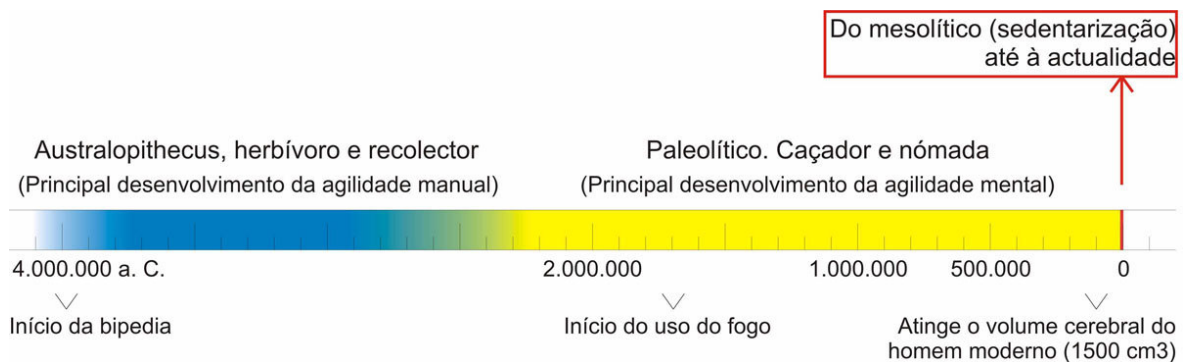 Do mesolítico (sedentarização)
até à actualidade
Australopithecus, herbívoro e recolector
(Principal desenvolvimento da agilidade manual)
Paleolítico. Caçador e nómada
(Principal desenvolvimento da agilidade mental)
4.000.000 a. C.
2.000.000
1.000.000
500.000
0
Início da bipedia
Início do uso do fogo
Atinge o volume cerebral do
homem moderno (1500 cm3)